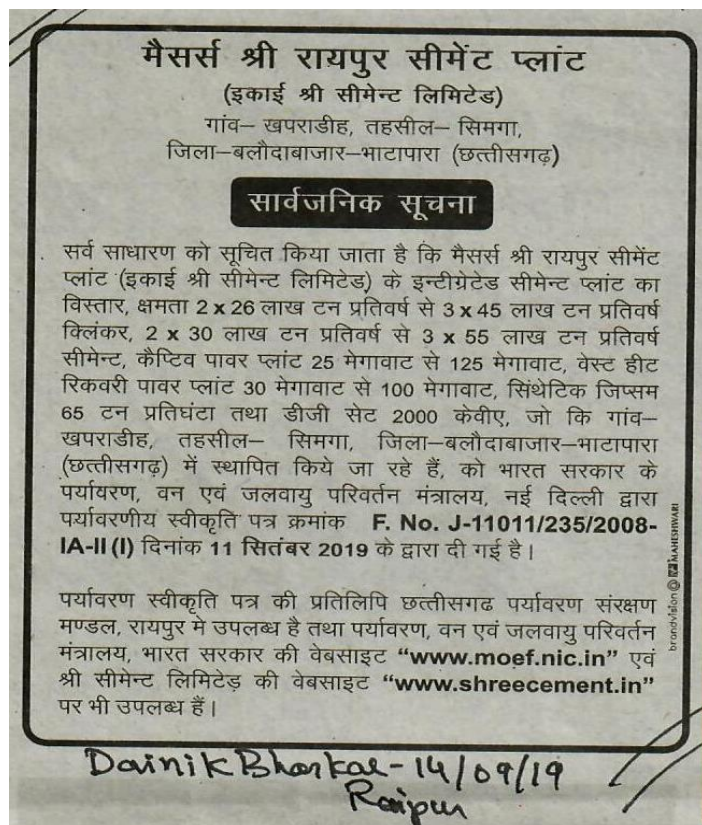 मैसर्स श्री रायपुर सीमेंट प्लांट
(इकाई श्री सीमेन्ट लिमिटेड)
गांव– खपराडीह, तहसील– सिमगा,
जिला–बलौदाबाजार–भाटापारा (छत्तीसगढ़)
सार्वजनिक सूचना
सर्व साधारण को सूचित किया जाता है कि मैसर्स श्री रायपुर सीमेंट
प्लांट (इकाई श्री सीमेन्ट लिमिटेड) के इन्टीग्रेटेड सीमेन्ट प्लान्ट का
विस्तार, क्षमता 2 x 26 लाख टन प्रतिवर्ष से 3 x 45 लाख टन प्रतिवर्ष
क्लिंकर, 2 x 30 लाख टन प्रतिवर्ष से 3 x 55 लाख टन प्रतिवर्ष
सीमेन्ट, कैप्टिव पावर प्लांट 25 मेगावाट से 125 मेगावाट, वेस्ट हीट
रिकवरी पावर प्लांट 30 मेगावाट से 100 मेगावाट, सिंथेटिक जिप्सम
65 टन प्रतिघंटा तथा डीजी सेट 2000 केवीए, जो कि गांव–
खपराडीह, तहसील– सिमगा, जिला–बलौदाबाजार–भाटापारा
(छत्तीसगढ़) में स्थापित किये जा रहे हैं, को भारत सरकार के
पर्यावरण, वन एवं जलवायु परिवर्तन मंत्रालय, नई दिल्ली द्वारा
पर्यावरणीय स्वीकृति पत्र क्रमांक F. No. J-11011/235/2008-
IA-II (I) दिनांक 11 सितंबर 2019 के द्वारा दी गई है।
पर्यावरण स्वीकृति पत्र की प्रतिलिपि छत्तीसगढ पर्यावरण संरक्षण
मण्डल, रायपुर मे उपलब्ध है तथा पर्यावरण, वन एवं जलवायु परिवर्तन
मंत्रालय, भारत सरकार की वेबसाइट “www.moef.nic.in” एवं
श्री सीमेन्ट लिमिटेड़ की वेबसाइट “www.shreecement.in”
पर भी उपलब्ध हैं।
brandvision@ MAHESHWARI
Dainik Bhaskar - 14/09/19
Raipur